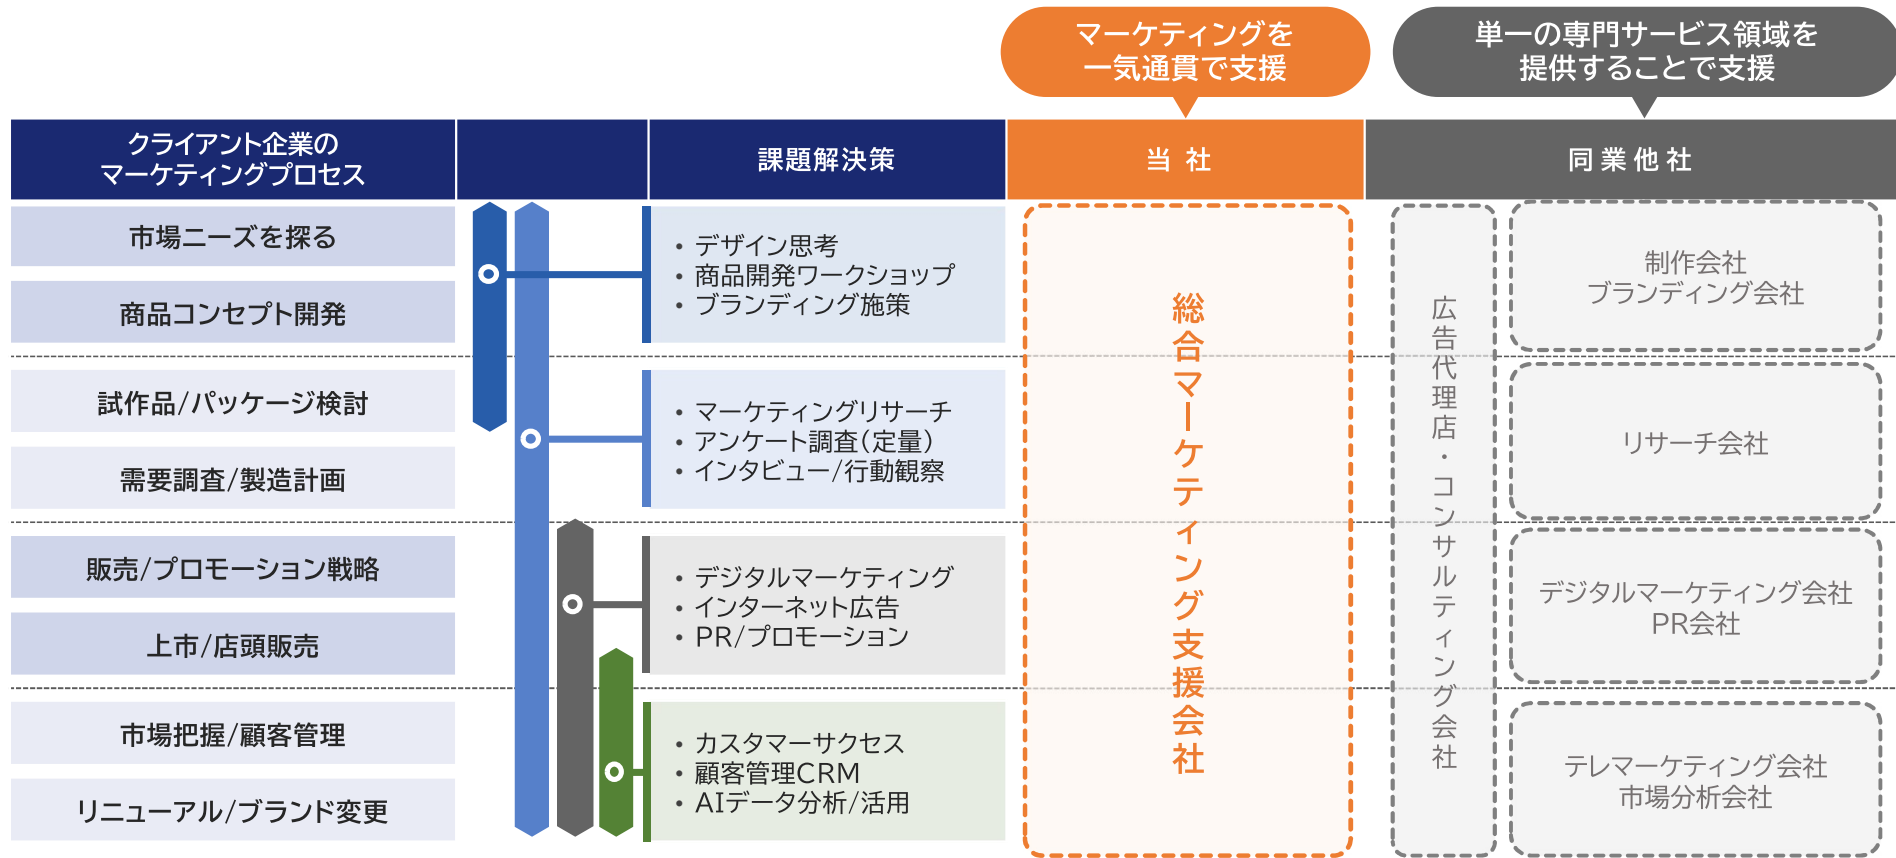 マーケティングを
一気通貫で支援
単一の専門サービス領域を
提供することで支援
クライアント企業の
マーケティングプロセス
課題解決策
当 社
同業他社
市場ニーズを探る
商品コンセプト開発
試作品/パッケージ検討
需要調査/製造計画
販売/プロモーション戦略
上市/店頭販売
市場把握/顧客管理
リニューアル/ブランド変更
• デザイン思考
• 商品開発ワークショップ
• ブランディング施策
• マーケティングリサーチ
• アンケート調査（定量）
• インタビュー/行動観察
• デジタルマーケティング
• インターネット広告
• PR/プロモーション
• カスタマーサクセス
• 顧客管理CRM
• AIデータ分析/活用
総合マーケティング支援会社
広告代理店・コンサルティング会社
制作会社
ブランディング会社
リサーチ会社
デジタルマーケティング会社
PR会社
テレマーケティング会社
市場分析会社